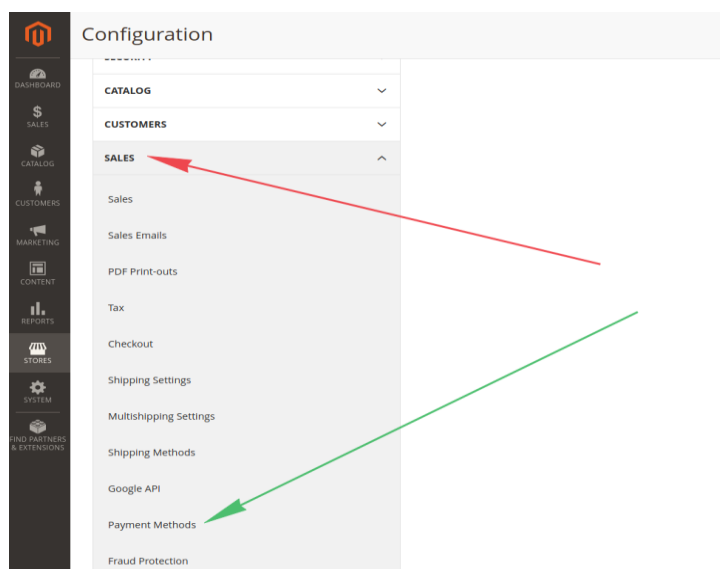 Configuration
DASHBOARD
SALES
CATALOG
CUSTOMERS
MARKETING
CONTENT
REPORTS
STORES
SYSTEM
FIND PARTNERS
& EXTENSIONS
CATALOG
CUSTOMERS
SALES
Sales
Sales Emails
PDF Print-outs
Tax
Checkout
Shipping Settings
Multishipping Settings
Shipping Methods
Google API
Payment Methods
Fraud Protection